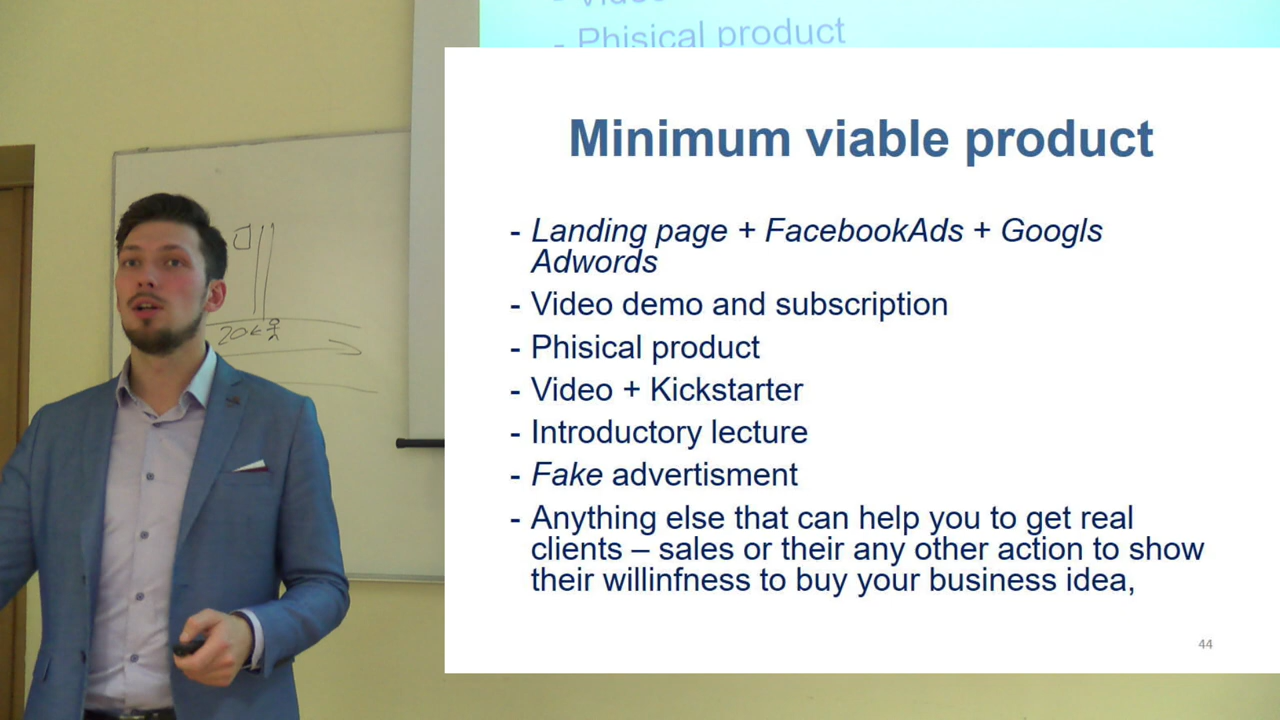 Video
- Phisical product
Minimum viable product
- Landing page + FacebookAds + Googls
Adwords
- Video demo and subscription
- Phisical product
- Video + Kickstarter
- Introductory lecture
- Fake advertisment
- Anything else that can help you to get real
clients – sales or their any other action to show
their willinfness to buy your business idea,
44
20€